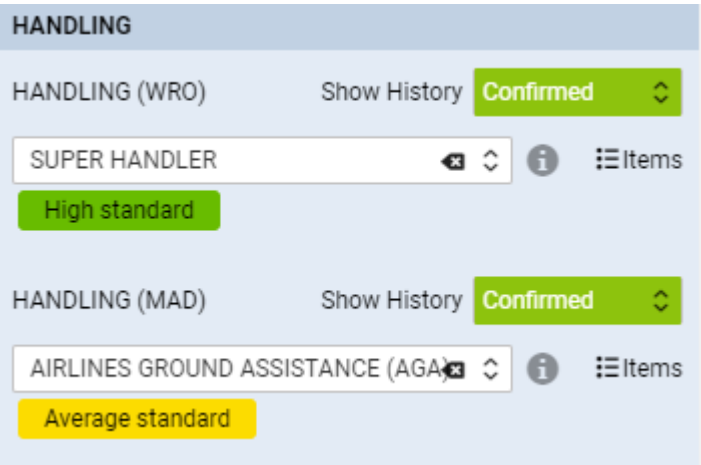 HANDLING
HANDLING (WRO) Show History Confirmed
SUPER HANDLER Items
High standard
HANDLING (MAD) Show History Confirmed
AIRLINES GROUND ASSISTANCE (AGA) Items
Average standard